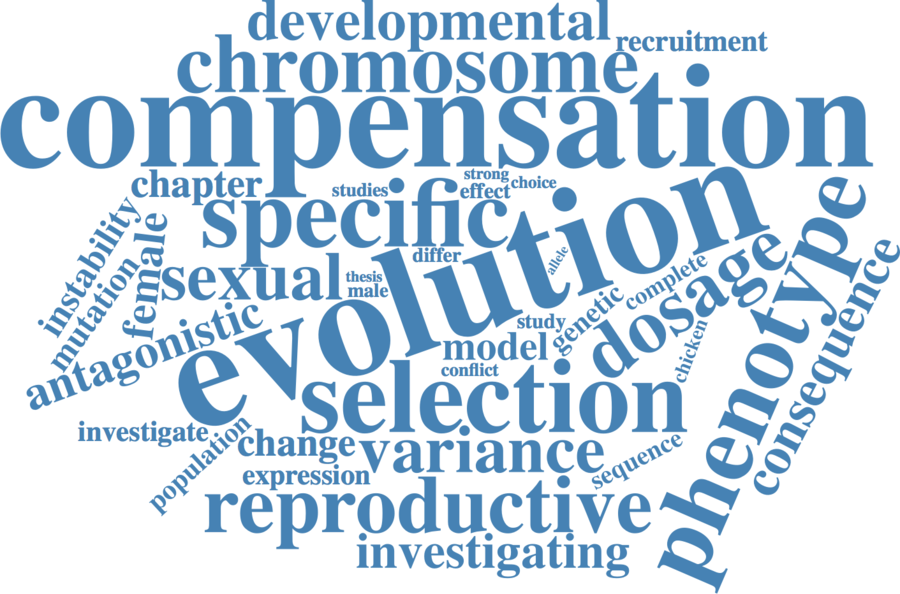 developmental
recruitment
chromosome
compensation
chapter
studies
strong
effect
choice
specific
evolution
phenotype
instability
mutation
female
sexual
thesis
male
differ
allele
complete
dosage
consequence
genetic
study
chicken
antagonistic
model
conflict
selection
investigate
population
change
variance
sequence
expression
reproductive
investigating